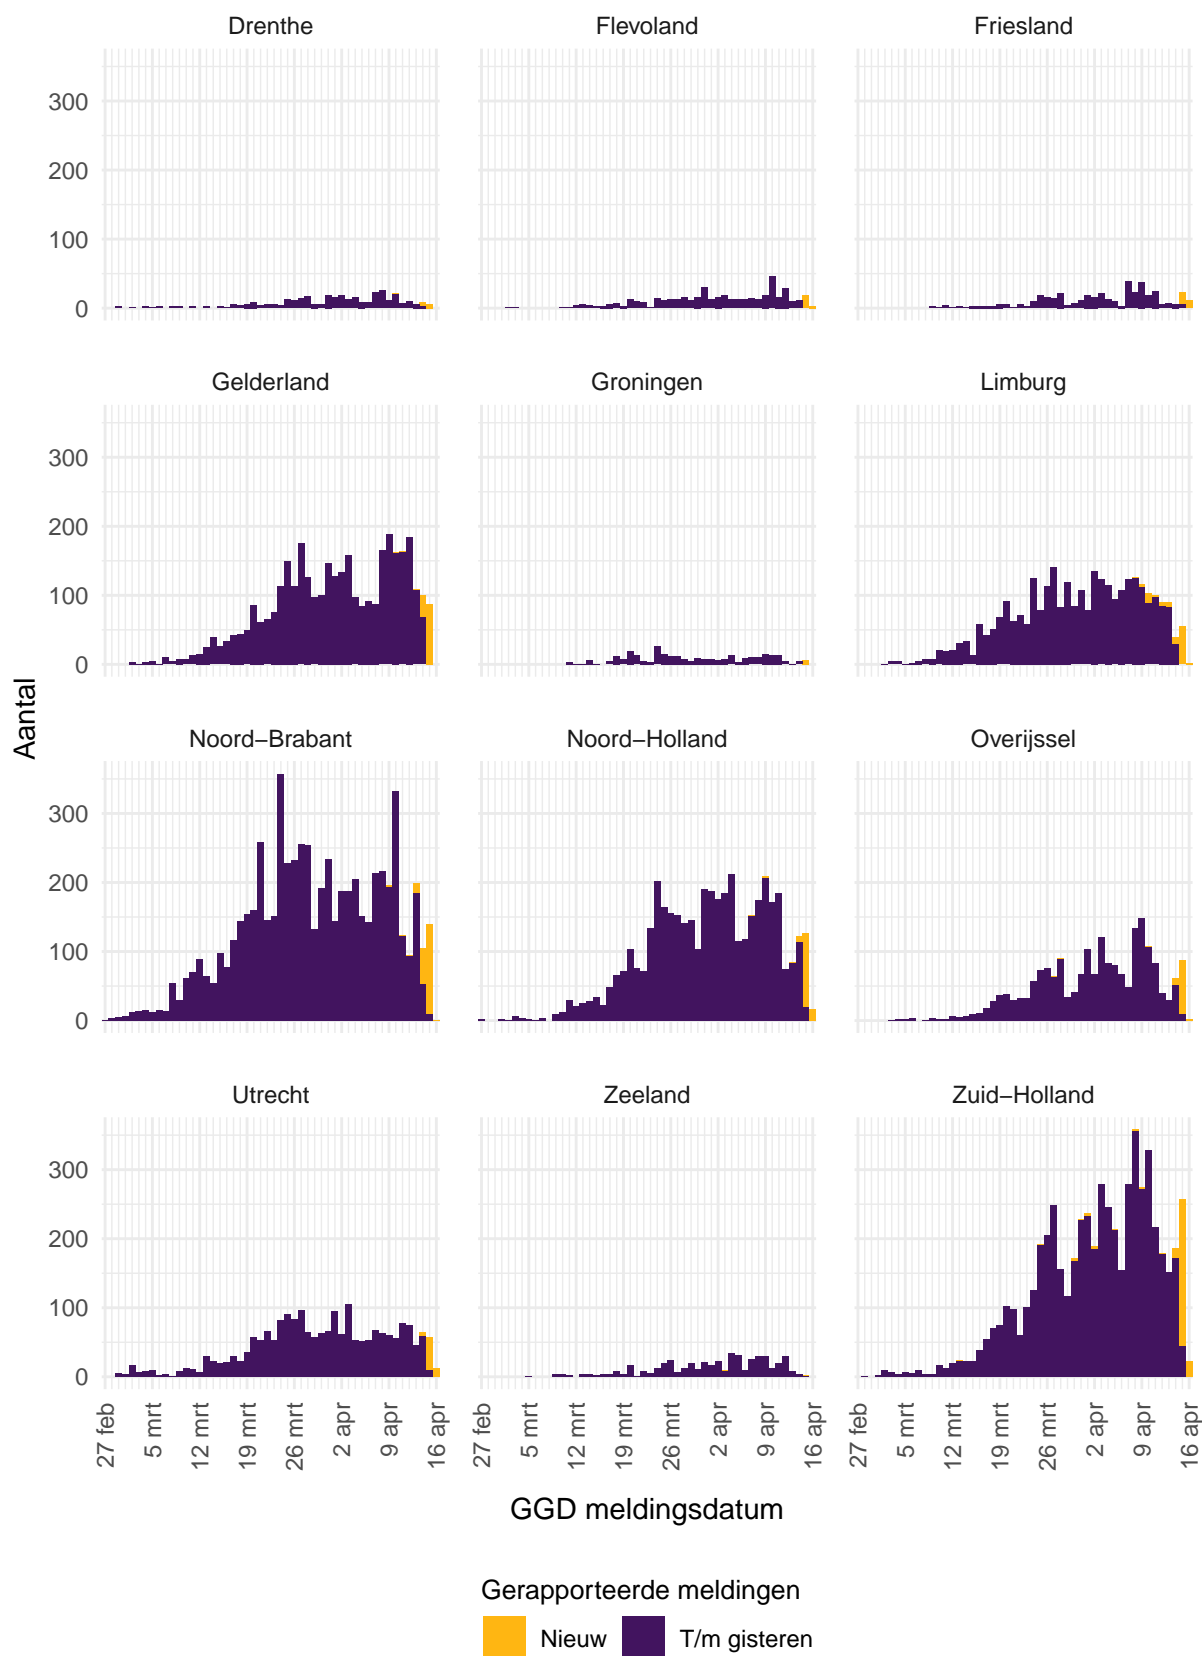 Drenthe Flevoland Friesland
300
200
100
0
Gelderland Groningen Limburg
300
200
100
0
Aantal
Noord–Brabant Noord–Holland Overijssel
300
200
100
0
Utrecht Zeeland Zuid–Holland
300
200
100
0
27 feb 5 mrt 12 mrt 19 mrt 26 mrt 2 apr 9 apr 16 apr 27 feb 5 mrt 12 mrt 19 mrt 26 mrt 2 apr 9 apr 16 apr 27 feb 5 mrt 12 mrt 19 mrt 26 mrt 2 apr 9 apr 16 apr
GGD meldingsdatum
Gerapporteerde meldingen
Nieuw T/m gisteren